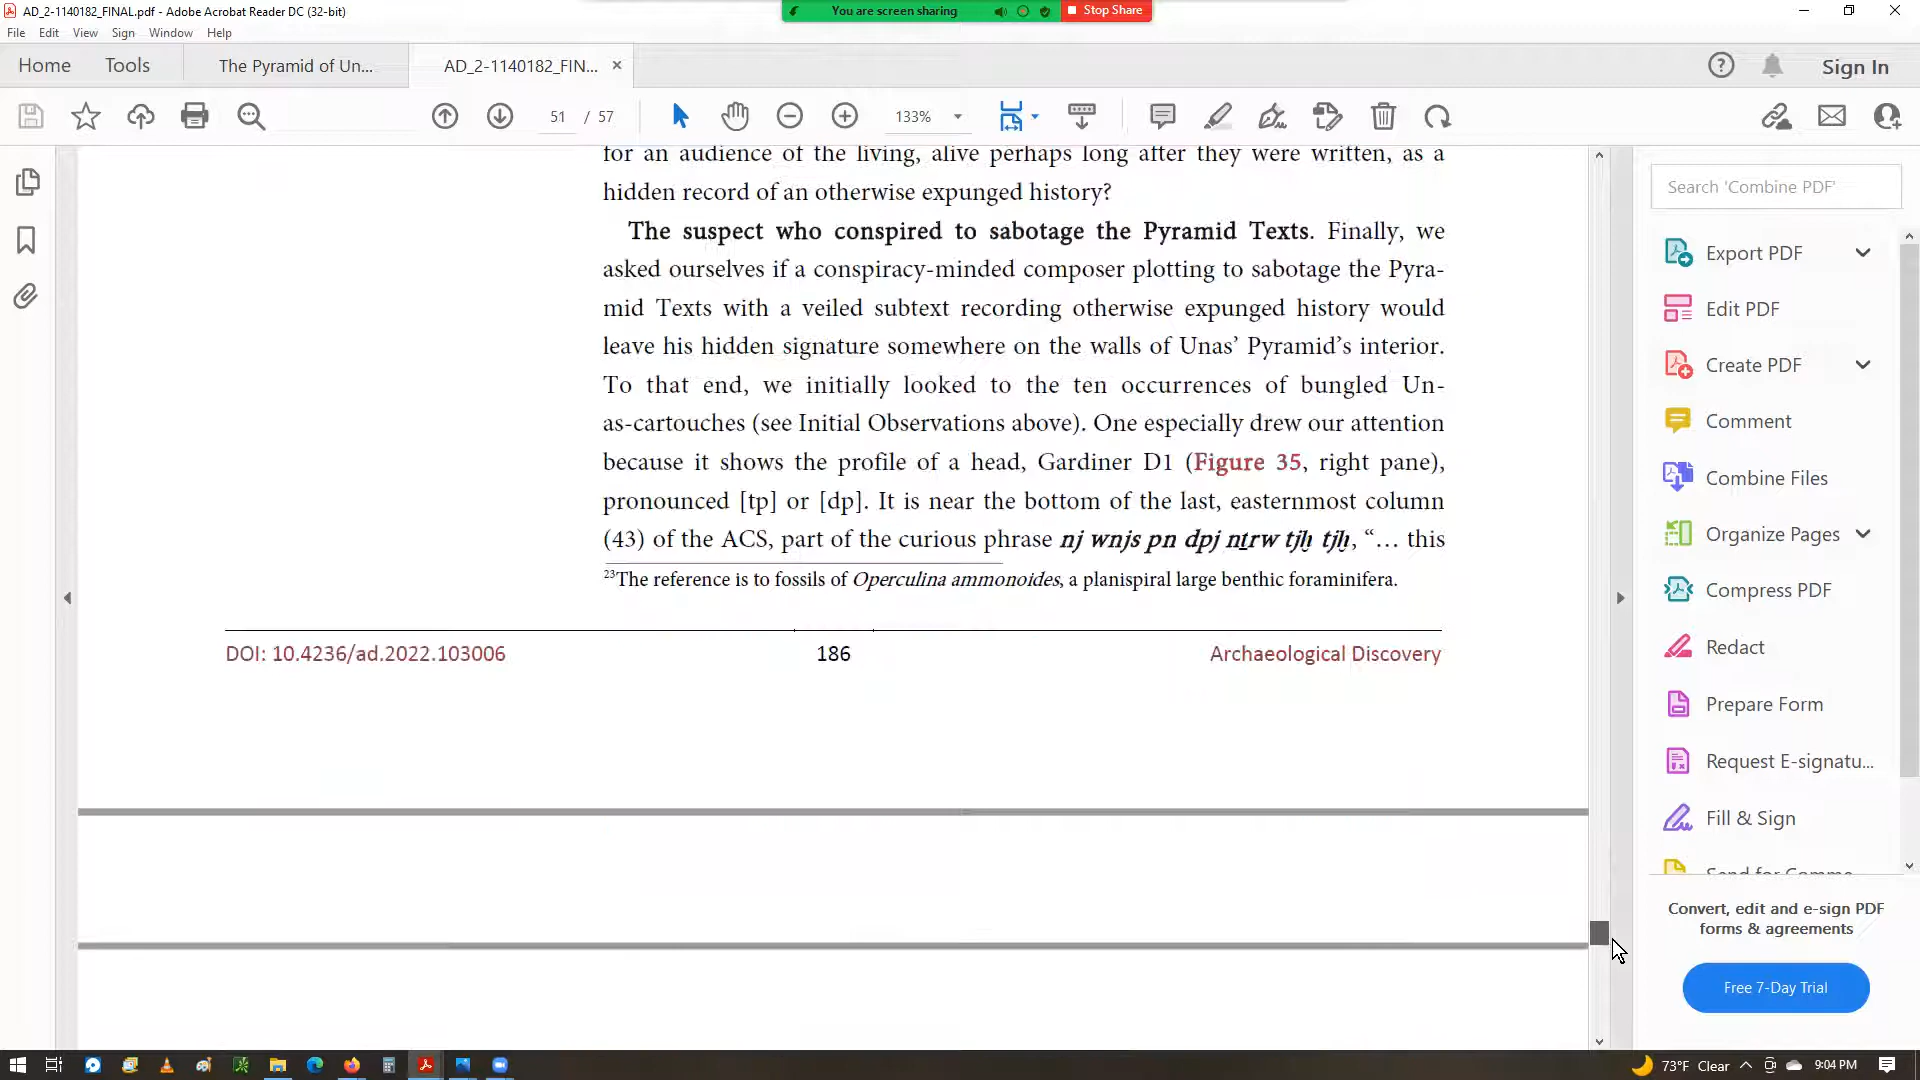 AD_2-1140182_FINAL.pdf - Adobe Acrobat Reader DC (32-bit)
You are screen sharing
Stop Share
File Edit View Sign Window Help
Home Tools The Pyramid of Un... AD_2-1140182_FIN... × Sign In
51 / 57 133%
for an audience of the living, alive perhaps long after they were written, as a
hidden record of an otherwise expunged history?
The suspect who conspired to sabotage the Pyramid Texts. Finally, we
asked ourselves if a conspiracy-minded composer plotting to sabotage the Pyra-
mid Texts with a veiled subtext recording otherwise expunged history would
leave his hidden signature somewhere on the walls of Unas’ Pyramid’s interior.
To that end, we initially looked to the ten occurrences of bungled Un-
as-cartouches (see Initial Observations above). One especially drew our attention
because it shows the profile of a head, Gardiner D1 (Figure 35, right pane),
pronounced [tp] or [dp]. It is near the bottom of the last, easternmost column
(43) of the ACS, part of the curious phrase nj wnjs pn dpj nṯrw tjḫ tjḫ, “… this
23The reference is to fossils of Operculina ammonoides, a planispiral large benthic foraminifera.
DOI: 10.4236/ad.2022.103006 186 Archaeological Discovery
Search 'Combine PDF'
Export PDF
Edit PDF
Create PDF
Comment
Combine Files
Organize Pages
Compress PDF
Redact
Prepare Form
Request E-signatu...
Fill & Sign
Convert, edit and e-sign PDF
forms & agreements
Free 7-Day Trial
73°F Clear 9:04 PM